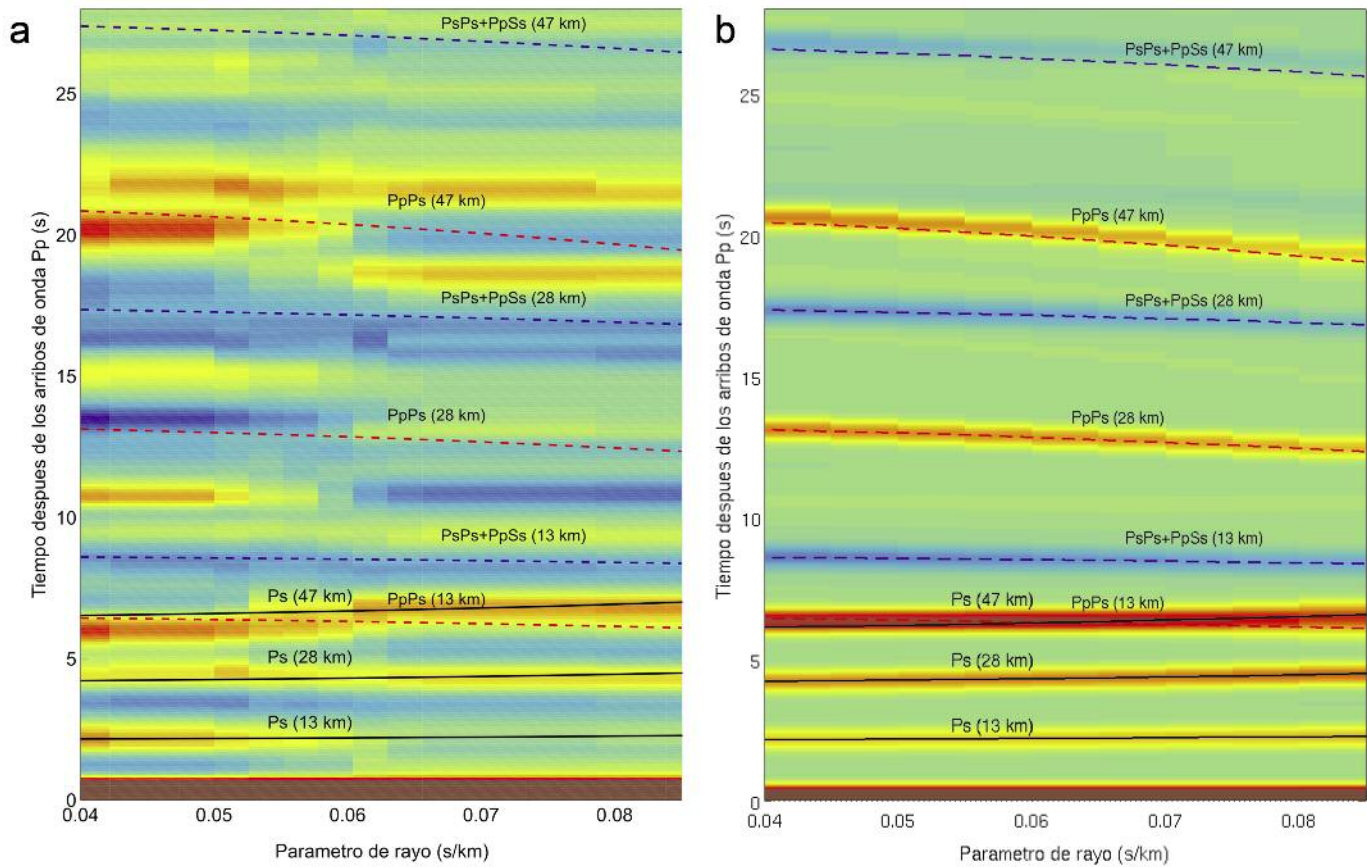 a
PsPs+PpSs (47 km)
25
PpPs (47 km)
20
PsPs+PpSs (28 km)
15
PpPs (28 km)
10
PsPs+PpSs (13 km)
Ps (47 km)
PpPs (13 km)
5
Ps (28 km)
Ps (13 km)
0
0.04 0.05 0.06 0.07 0.08
Parametro de rayo (s/km)
Tiempo despues de los arribos de onda Pp (s)
b
PsPs+PpSs (47 km)
25
PpPs (47 km)
20
PsPs+PpSs (28 km)
15
PpPs (28 km)
10
PsPs+PpSs (13 km)
Ps (47 km)
PpPs (13 km)
5
Ps (28 km)
Ps (13 km)
0
0.04 0.05 0.06 0.07 0.08
Parametro de rayo (s/km)
Tiempo despues de los arribos de onda Pp (s)